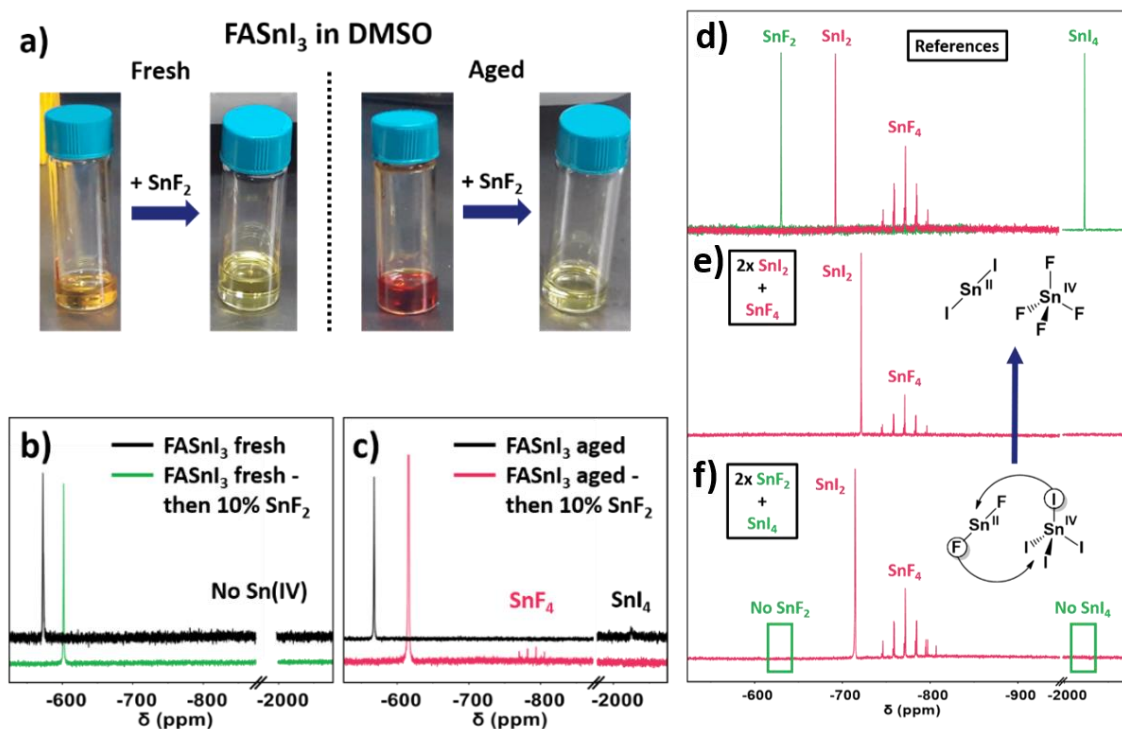 a)
FASnI3 in DMSO
Fresh
Aged
+ SnF2
+ SnF2
b)
FASnI3 fresh
FASnI3 fresh -
then 10% SnF2
No Sn(IV)
-600
-700
-800
-2000
δ (ppm)
c)
FASnI3 aged
FASnI3 aged -
then 10% SnF2
SnF4
SnI4
-600
-700
-800
-2000
δ (ppm)
d)
SnF2
SnI2
References
SnI4
SnF4
e)
2x SnI2
+
SnF4
SnI2
SnF4
I
Sn II
I
F
Sn IV
F
F
F
f)
2x SnF2
+
SnI4
SnI2
SnF4
No SnF2
No SnI4
F
Sn II
F
I
Sn IV
I
I
I
-600
-700
-800
-900
-2000
δ (ppm)